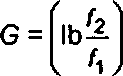 G = (lb f₂/f₁)